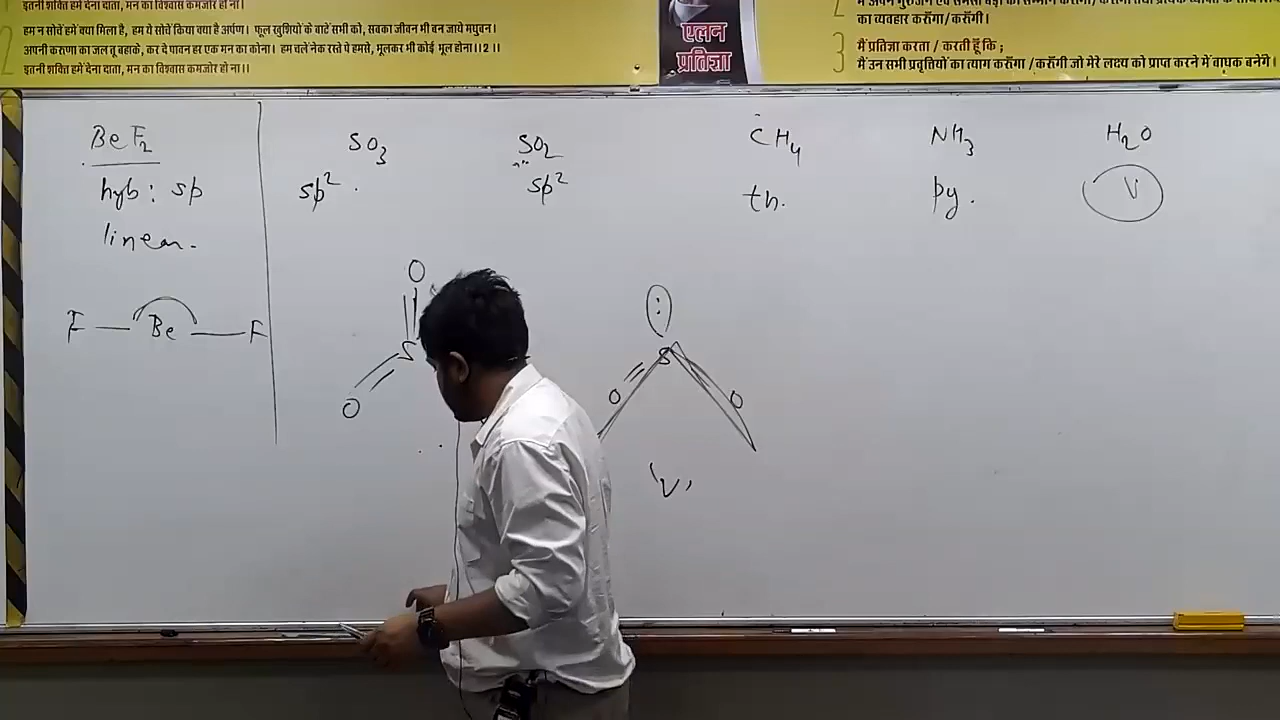 इतनी शक्ति हमें देना दाता, मन का विश्वास कमजोर हो ना।
हम न सोचें हमें क्या मिला है, हम ये सोचें किया क्या है अर्पण। फूल खुशियों के बाटें सभी को, सबका जीवन भी बन जाये मधुबन।
2 अपनी करुणा का जल तू बहाके, कर दे पावन हर एक मन का कोना। हम चलें नेक रस्ते पे हमसे, भूलकर भी कोई भूल हो ना।।2।।
इतनी शक्ति हमें देना दाता, मन का विश्वास कमजोर हो ना।।
एलन
प्रतिज्ञा
2
का व्यवहार करूँगा / करूँगी।
3 मैं प्रतिज्ञा करता / करती हूँ कि ;
मैं उन सभी प्रवृत्तियों का त्याग करूँगा / करूँगी जो मेरे लक्ष्य को प्राप्त करने में बाधक बनेंगे।
BeF2
hyb : sp
linear.
F — Be — F
SO3
sp2
O
S
O
SO2
sp2
:
S
O O
'V'
CH4
th.
NH3
py.
H2O
V